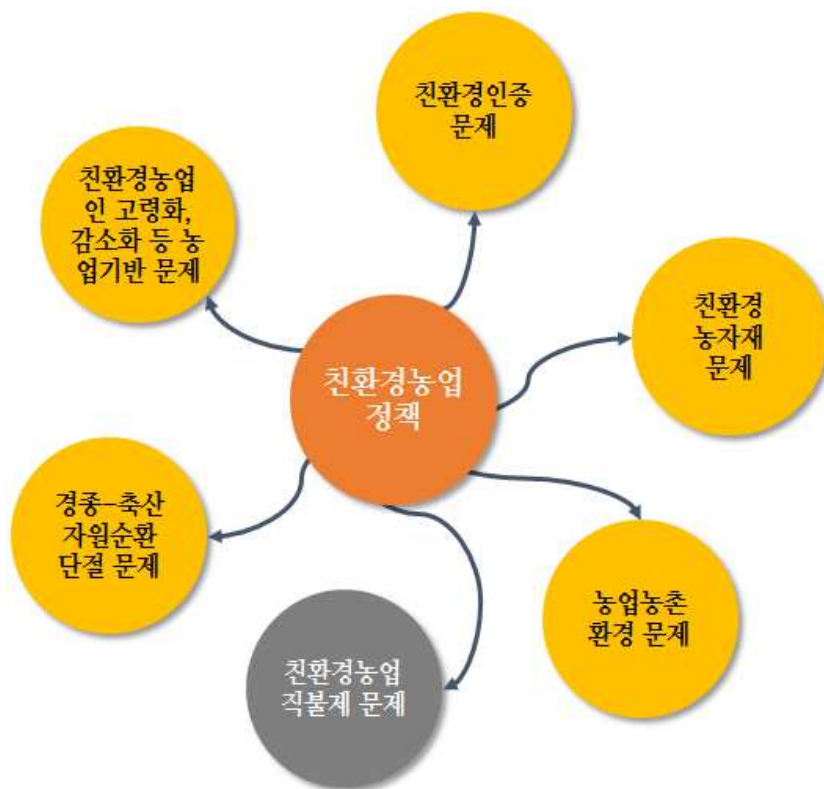 친환경인증
문제
친환경농업
인 고령화,
감소화 등 농
업기반 문제
친환경
농자재
문제
친환경농업
정책
경종-축산
자원순환
단절 문제
농업농촌
환경 문제
친환경농업
직불제 문제